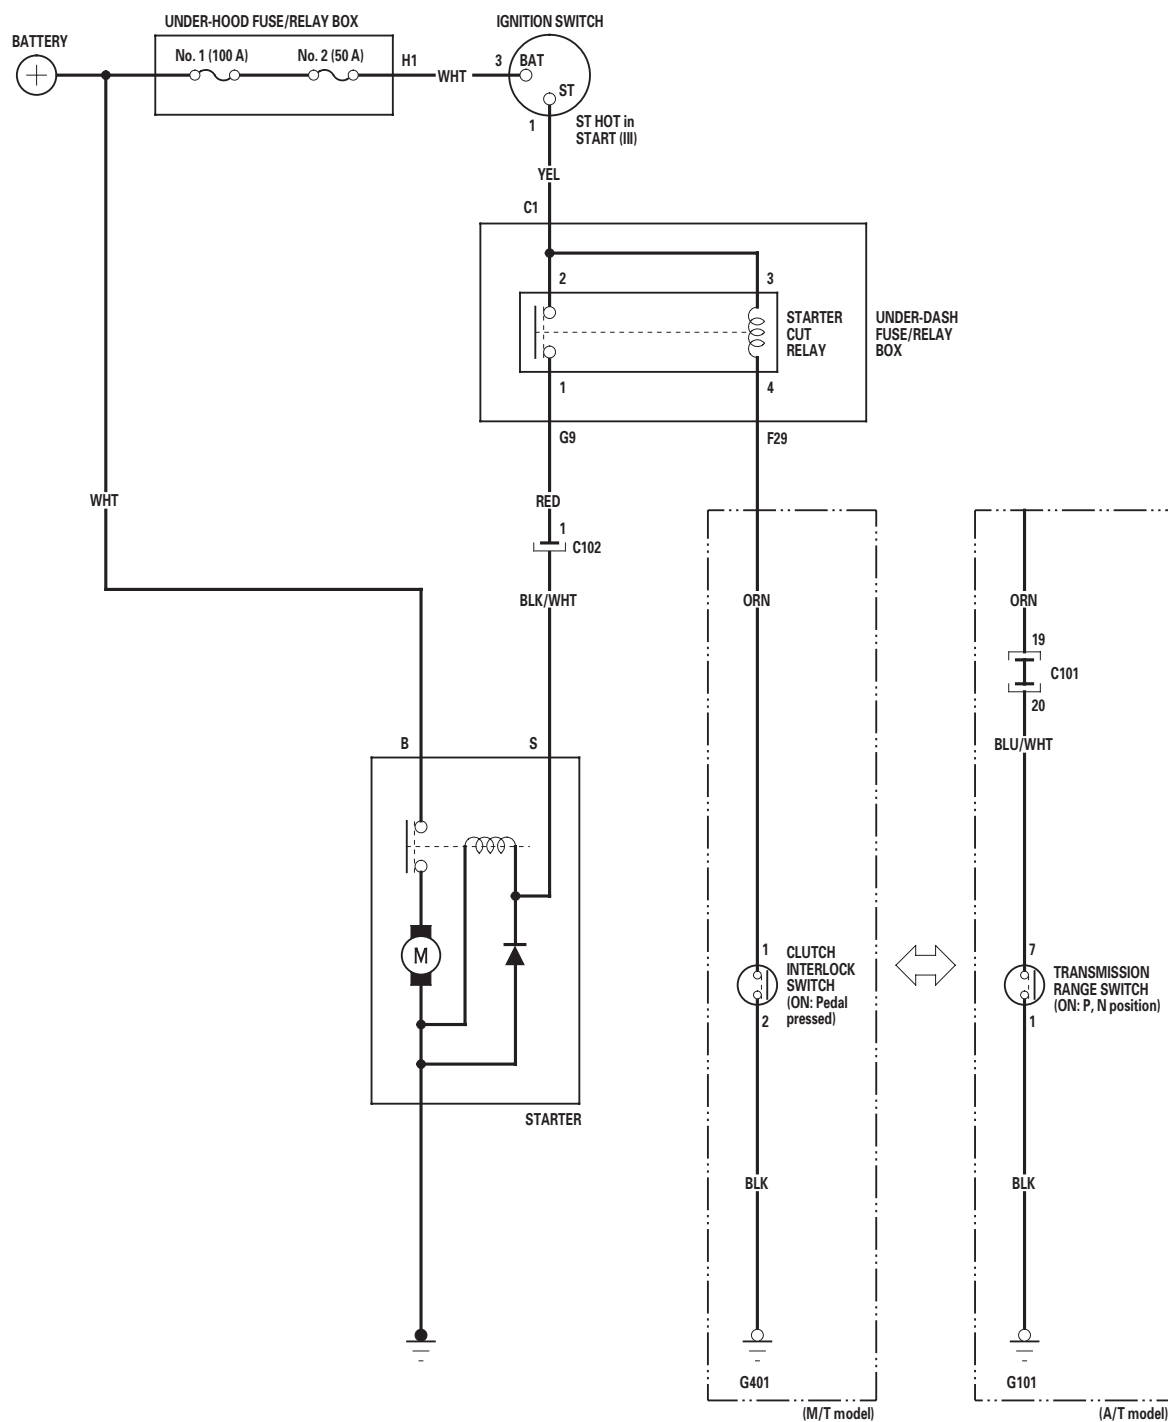 UNDER-HOOD FUSE/RELAY BOX
IGNITION SWITCH
BATTERY
No. 1 (100 A)
No. 2 (50 A)
H1
WHT
3
BAT
ST
1
ST HOT in
START (III)
YEL
C1
2
3
STARTER
CUT
RELAY
UNDER-DASH
FUSE/RELAY
BOX
1
4
G9
F29
WHT
RED
1
C102
BLK/WHT
ORN
ORN
19
C101
20
BLU/WHT
B
S
M
STARTER
1
CLUTCH
INTERLOCK
SWITCH
(ON: Pedal
pressed)
2
7
TRANSMISSION
RANGE SWITCH
(ON: P, N position)
1
BLK
BLK
G401
G101
(M/T model)
(A/T model)